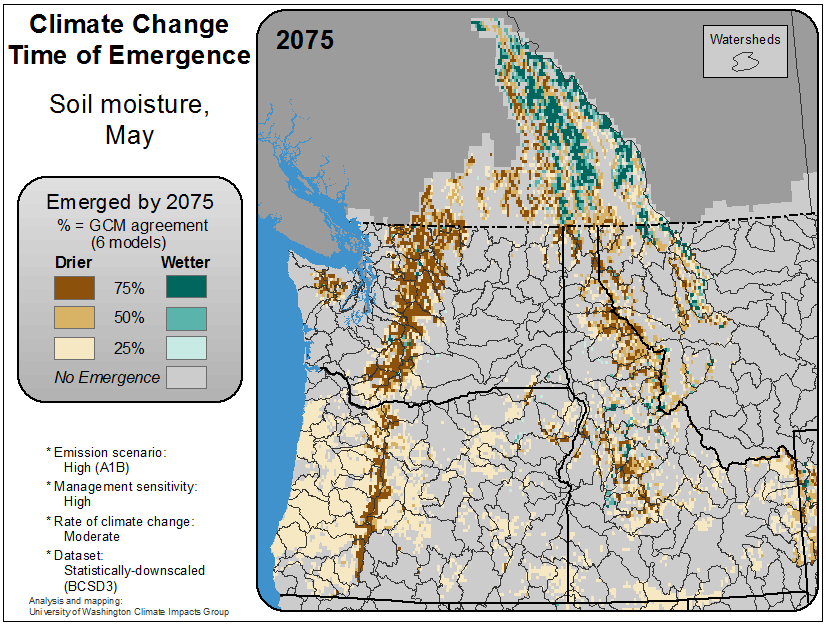 Climate Change
Time of Emergence
Soil moisture,
May
Emerged by 2075
% = GCM agreement
(6 models)
Drier Wetter
75%
50%
25%
No Emergence
* Emission scenario:
High (A1B)
* Management sensitivity:
High
* Rate of climate change:
Moderate
* Dataset:
Statistically-downscaled
(BCSD3)
Analysis and mapping:
University of Washington Climate Impacts Group
2075
Watersheds